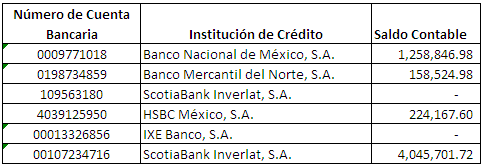 Número de Cuenta Bancaria Institución de Crédito Saldo Contable
0009771018 Banco Nacional de México, S.A. 1,258,846.98
0198734859 Banco Mercantil del Norte, S.A. 158,524.98
109563180 ScotiaBank Inverlat, S.A. -
4039125950 HSBC México, S.A. 224,167.60
00013326856 IXE Banco, S.A. -
00107234716 ScotiaBank Inverlat, S.A. 4,045,701.72